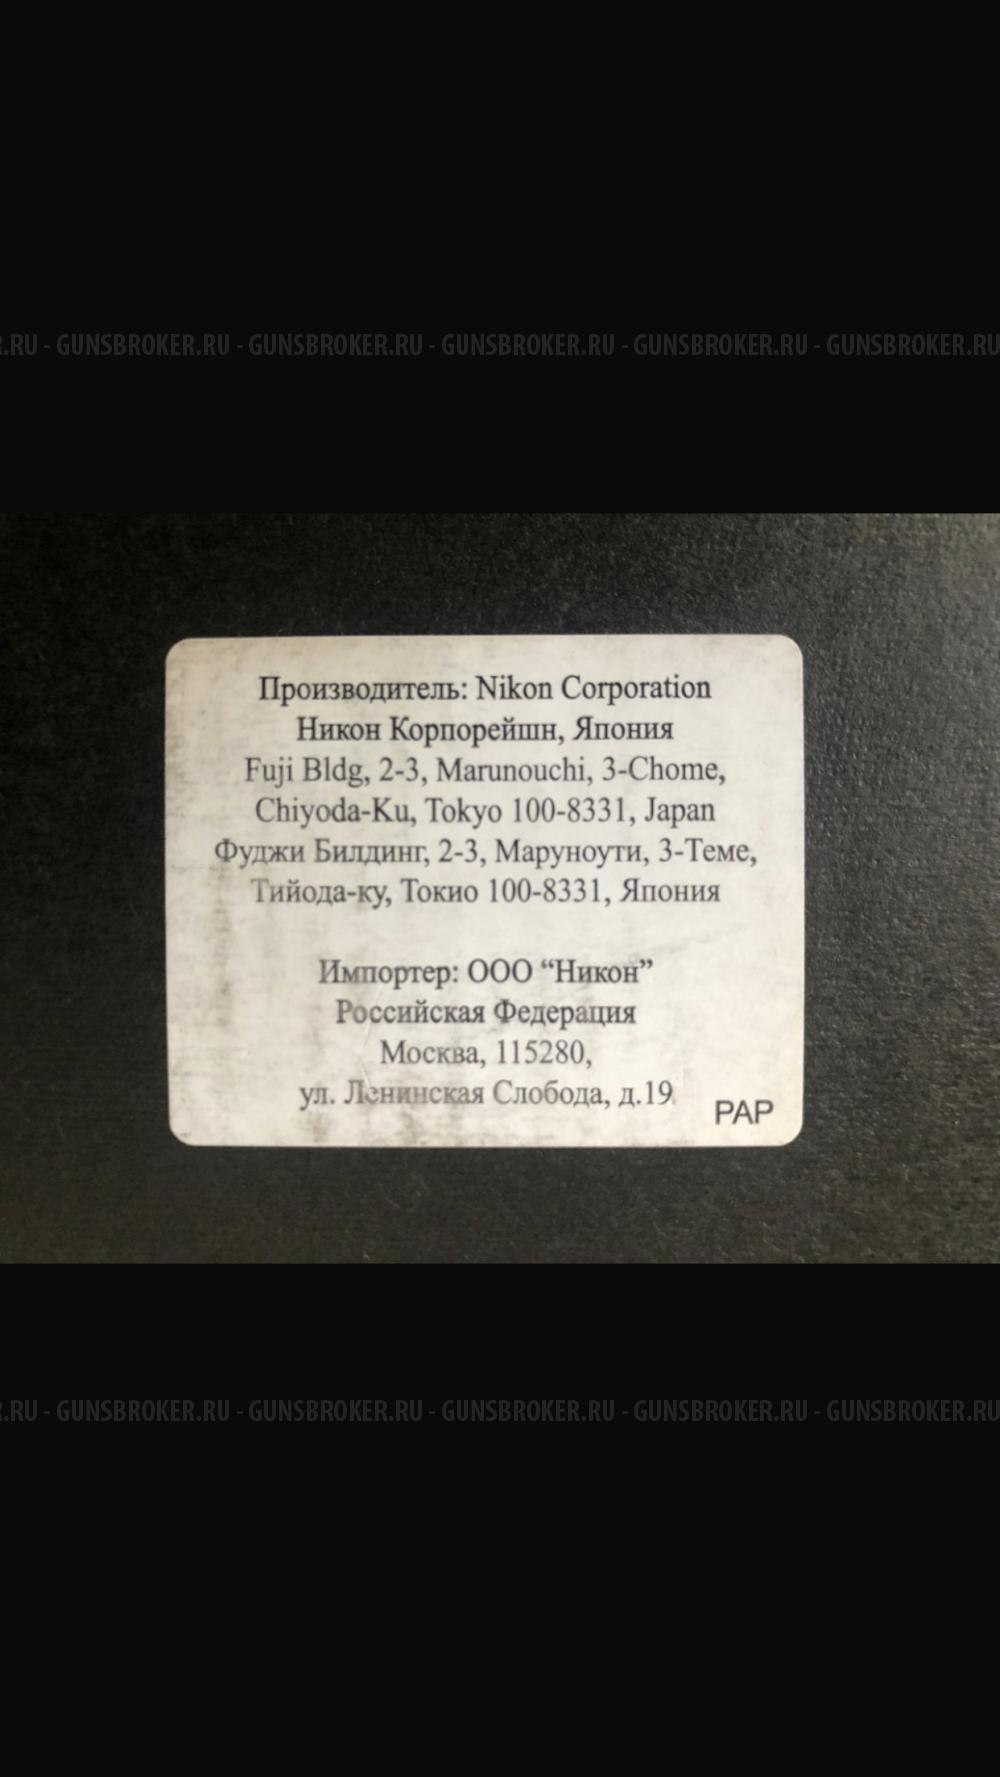 .RU - GUNSBROKER.RU - GUNSBROKER.RU - GUNSBROKER.RU - GUNSBROKER.RU - GUNSBROKER.RU
Производитель: Nikon Corporation
Никон Корпорейшн, Япония
Fuji Bldg, 2-3, Marunouchi, 3-Chome,
Chiyoda-Ku, Tokyo 100-8331, Japan
Фуджи Билдинг, 2-3, Маруноути, 3-Теме,
Тийода-ку, Токио 100-8331, Япония
Импортер: ООО “Никон”
Российская Федерация
Москва, 115280,
ул. Ленинская Слобода, д.19
PAP
.RU - GUNSBROKER.RU - GUNSBROKER.RU - GUNSBROKER.RU - GUNSBROKER.RU - GUNSBROKER.RU